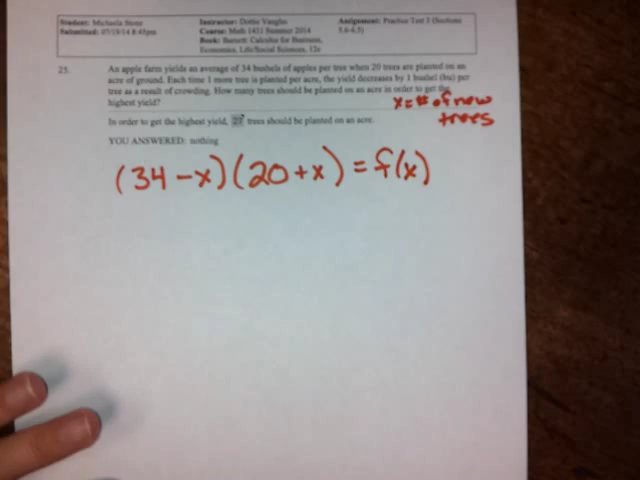 Student: Michaela Stone
Submitted: 07/19/14 8:45pm
Instructor: Dottie Vaughn
Course: Math 1431 Summer 2014
Book: Barnett: Calculus for Business,
Economics, Life/Social Sciences, 12e
Assignment: Practice Test 3 (Sections
5.6-6.5)
25. An apple farm yields an average of 34 bushels of apples per tree when 20 trees are planted on an
acre of ground. Each time 1 more tree is planted per acre, the yield decreases by 1 bushel (bu) per
tree as a result of crowding. How many trees should be planted on an acre in order to get the
highest yield?
x = # of new
trees
In order to get the highest yield, 27 trees should be planted on an acre.
YOU ANSWERED: nothing
(34 - x)(20 + x) = f(x)